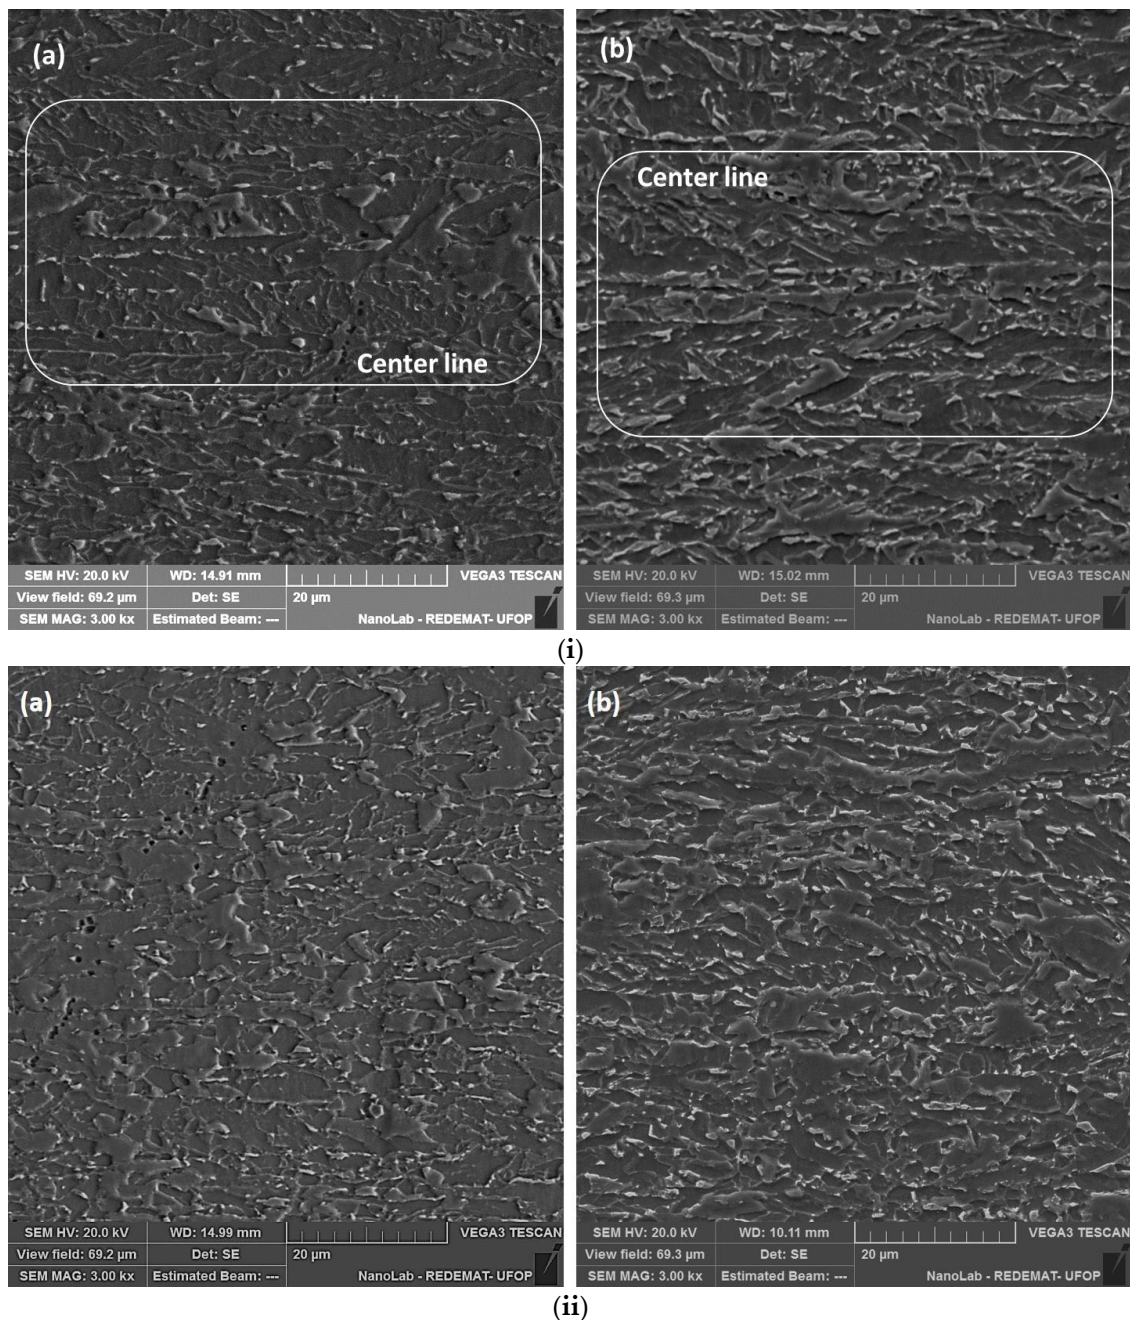 (a)
Center line
SEM HV: 20.0 kV WD: 14.91 mm VEGA3 TESCAN
View field: 69.2 µm Det: SE 20 µm
SEM MAG: 3.00 kx Estimated Beam: --- NanoLab - REDEMAT- UFOP
(b)
Center line
SEM HV: 20.0 kV WD: 15.02 mm VEGA3 TESCAN
View field: 69.3 µm Det: SE 20 µm
SEM MAG: 3.00 kx Estimated Beam: --- NanoLab - REDEMAT- UFOP
(i)
(a)
SEM HV: 20.0 kV WD: 14.99 mm VEGA3 TESCAN
View field: 69.2 µm Det: SE 20 µm
SEM MAG: 3.00 kx Estimated Beam: --- NanoLab - REDEMAT- UFOP
(b)
SEM HV: 20.0 kV WD: 10.11 mm VEGA3 TESCAN
View field: 69.3 µm Det: SE 20 µm
SEM MAG: 3.00 kx Estimated Beam: --- NanoLab - REDEMAT- UFOP
(ii)